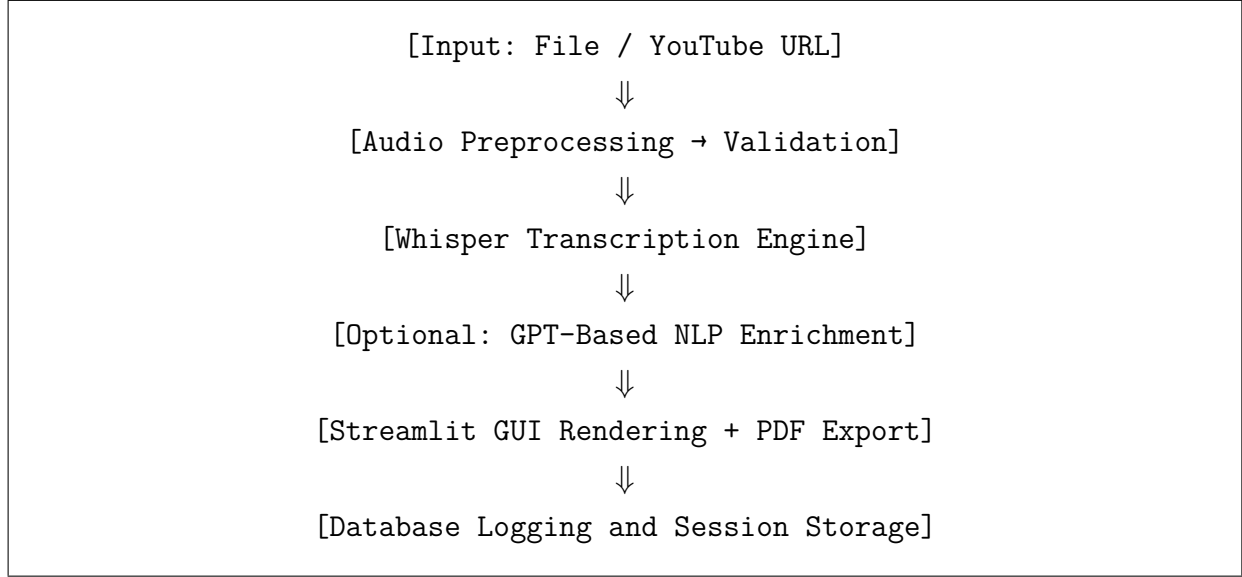 [Input: File / YouTube URL]
⇓
[Audio Preprocessing → Validation]
⇓
[Whisper Transcription Engine]
⇓
[Optional: GPT-Based NLP Enrichment]
⇓
[Streamlit GUI Rendering + PDF Export]
⇓
[Database Logging and Session Storage]